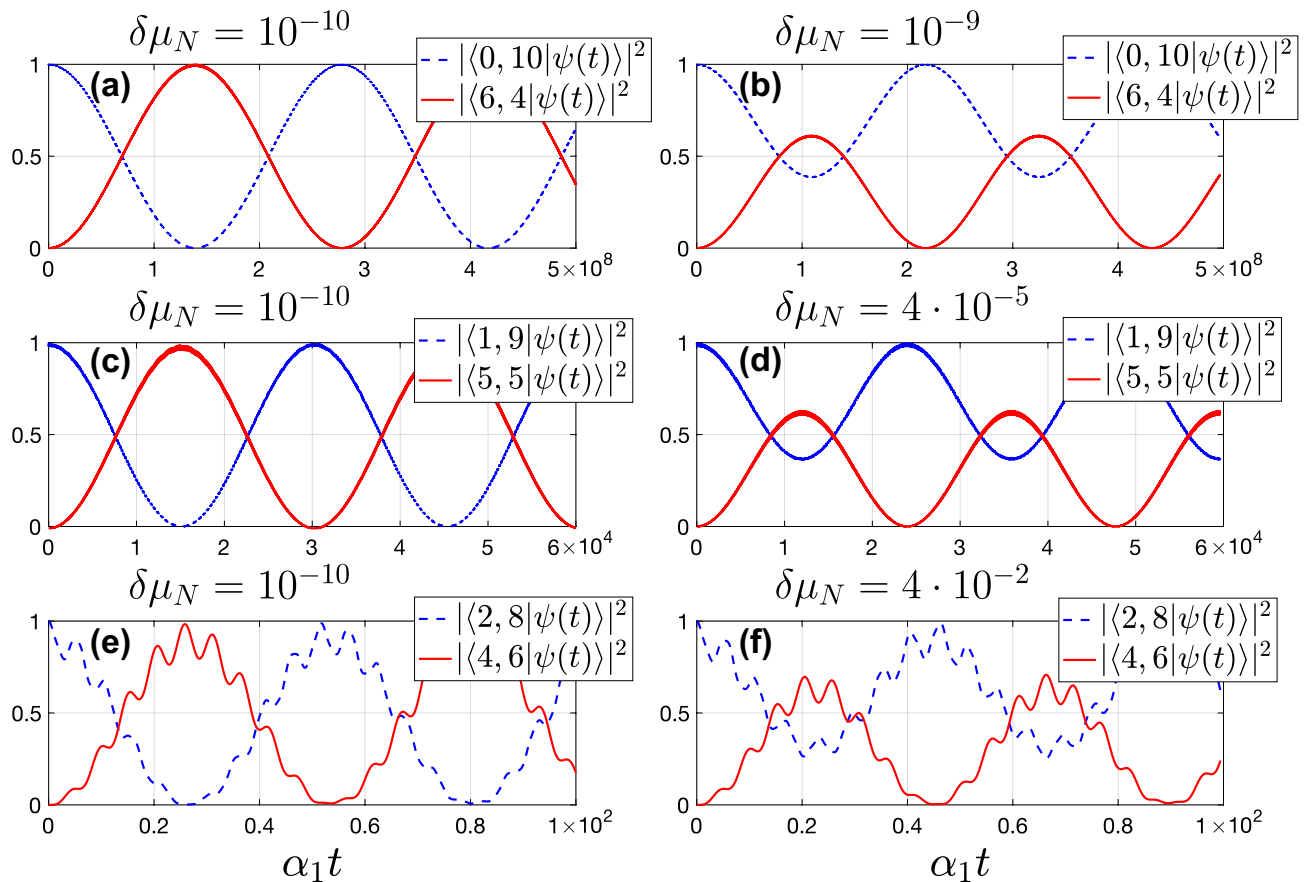 δμ_N = 10^{-10}
(a)
|⟨0, 10|ψ(t)⟩|²
|⟨6, 4|ψ(t)⟩|²
1
0.5
0
0 1 2 3 4 5×10^8
δμ_N = 10^{-9}
(b)
|⟨0, 10|ψ(t)⟩|²
|⟨6, 4|ψ(t)⟩|²
1
0.5
0
0 1 2 3 4 5×10^8
δμ_N = 10^{-10}
(c)
|⟨1, 9|ψ(t)⟩|²
|⟨5, 5|ψ(t)⟩|²
1
0.5
0
0 1 2 3 4 5 6×10^4
δμ_N = 4 · 10^{-5}
(d)
|⟨1, 9|ψ(t)⟩|²
|⟨5, 5|ψ(t)⟩|²
1
0.5
0
0 1 2 3 4 5 6×10^4
δμ_N = 10^{-10}
(e)
|⟨2, 8|ψ(t)⟩|²
|⟨4, 6|ψ(t)⟩|²
1
0.5
0
0 0.2 0.4 0.6 0.8 1×10^2
α₁t
δμ_N = 4 · 10^{-2}
(f)
|⟨2, 8|ψ(t)⟩|²
|⟨4, 6|ψ(t)⟩|²
1
0.5
0
0 0.2 0.4 0.6 0.8 1×10^2
α₁t